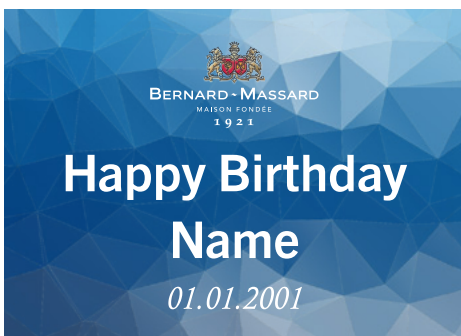 BERNARD-MASSARD
MAISON FONDÉE
1921
Happy Birthday
Name
01.01.2001